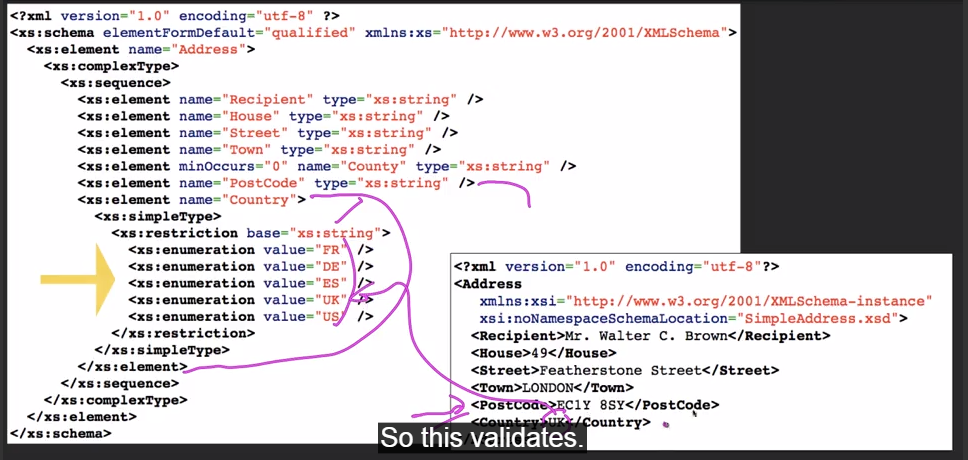 <?xml version="1.0" encoding="utf-8" ?>
<xs:schema elementFormDefault="qualified" xmlns:xs="http://www.w3.org/2001/XMLSchema">
<xs:element name="Address">
<xs:complexType>
<xs:sequence>
<xs:element name="Recipient" type="xs:string" />
<xs:element name="House" type="xs:string" />
<xs:element name="Street" type="xs:string" />
<xs:element name="Town" type="xs:string" />
<xs:element minOccurs="0" name="County" type="xs:string" />
<xs:element name="PostCode" type="xs:string" />
<xs:element name="Country">
<xs:simpleType>
<xs:restriction base="xs:string">
<xs:enumeration value="FR" />
<xs:enumeration value="DE" />
<xs:enumeration value="ES" />
<xs:enumeration value="UK" />
<xs:enumeration value="US" />
</xs:restriction>
</xs:simpleType>
</xs:element>
</xs:sequence>
</xs:complexType>
</xs:element>
</xs:schema>
<?xml version="1.0" encoding="utf-8"?>
<Address
xmlns:xsi="http://www.w3.org/2001/XMLSchema-instance"
xsi:noNamespaceSchemaLocation="SimpleAddress.xsd">
<Recipient>Mr. Walter C. Brown</Recipient>
<House>49</House>
<Street>Featherstone Street</Street>
<Town>LONDON</Town>
<PostCode>EC1Y 8SY</PostCode>
<Country>UK</Country>
So this validates.